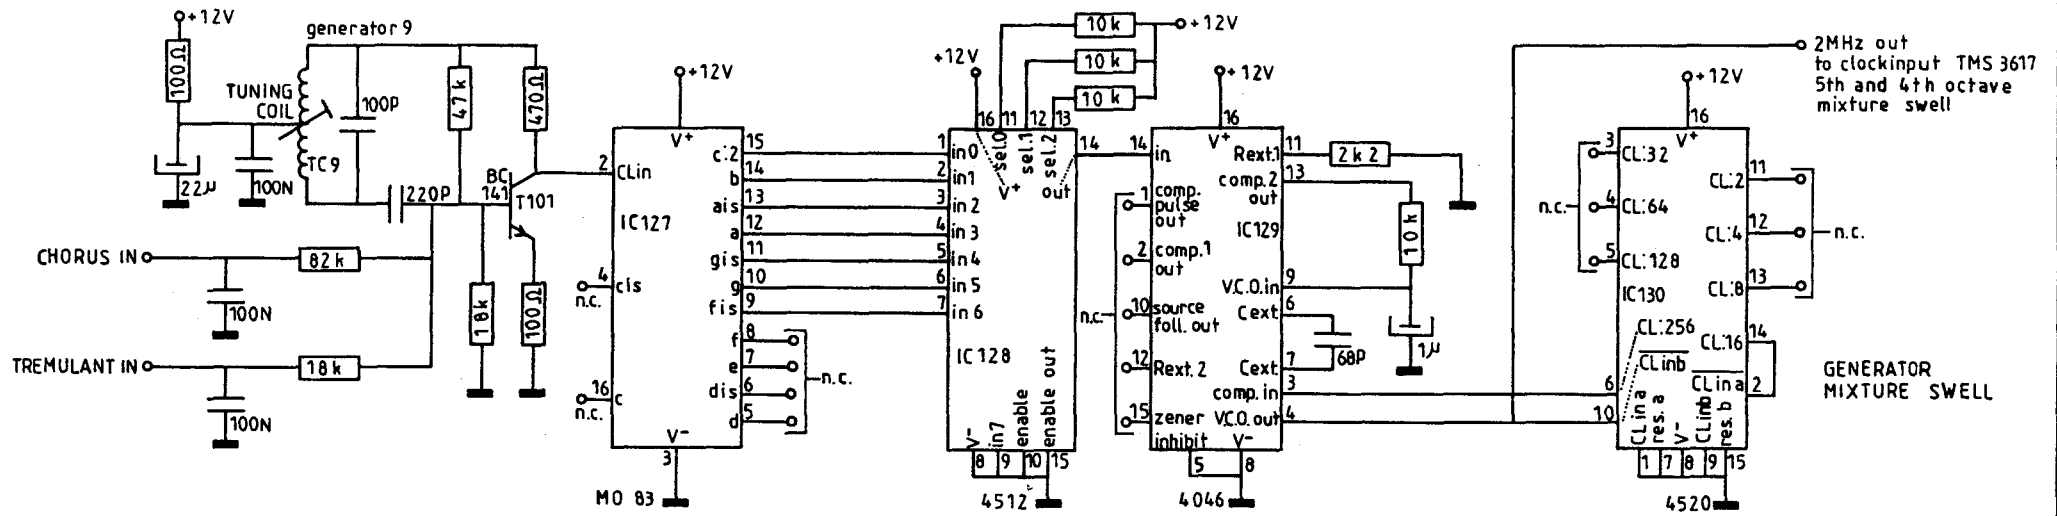 +12V
generator 9
100Ω
TUNING
COIL
100P
47k
470Ω
TC9
22µ
100N
220P
BC
141
T101
CHORUS IN
82k
100N
TREMULANT IN
18k
100N
18k
100Ω
+12V
V+
2
CLin
IC127
4
cis
n.c.
16
c
n.c.
c:2
15
b
14
ais
13
a
12
gis
11
g
10
fis
9
f
8
e
7
dis
6
d
5
n.c.
V-
3
MO 83
+12V
10k
10k
10k
+12V
16
11
12
13
sel.0
sel.1
sel.2
V+
out
14
1
in0
2
in1
3
in 2
4
in 3
5
in4
6
in 5
7
in 6
IC128
V-
in7
enable
enable out
8
9
10
15
4512
+12V
16
V+
14
in
1
comp.
pulse
out
2
comp.1
out
n.c.
10
source
foll. out
12
Rext.2
15
zener
inhibit
V-
5
8
4046
IC129
Rext.1
11
2k2
comp.2
out
13
10k
V.C.O.in
9
Cext
6
68P
Cext
7
1µ
comp. in
3
V.C.O.out
4
2MHz out
to clockinput TMS 3617
5th and 4th octave
mixture swell
+12V
16
V+
3
CL:32
n.c.
4
CL:64
5
CL:128
IC130
CL:256
CLinb
6
10
CL:2
11
CL:4
12
n.c.
CL:8
13
CL:16
14
CLina
2
CLina
res.a
V-
CLinb
res.b
1
7
8
9
15
4520
GENERATOR
MIXTURE SWELL